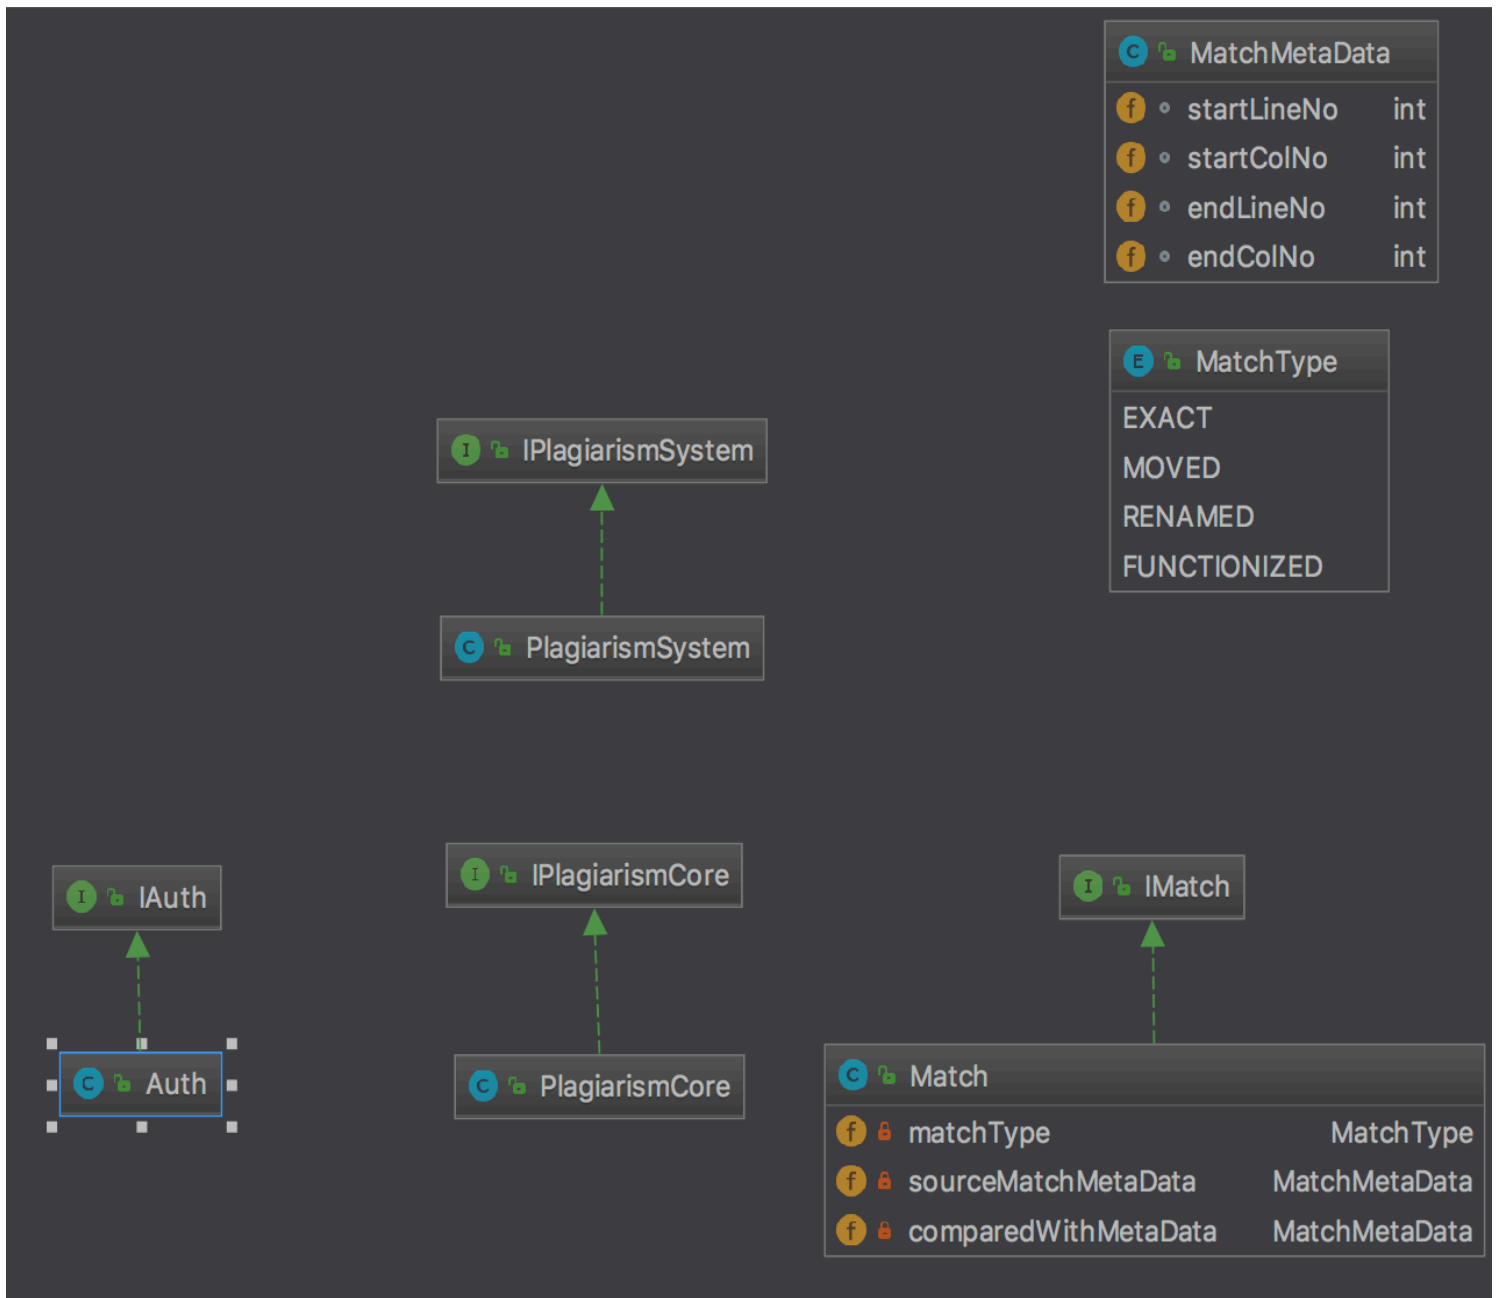 C MatchMetaData
f startLineNo int
f startColNo int
f endLineNo int
f endColNo int
E MatchType
EXACT
MOVED
RENAMED
FUNCTIONIZED
I IPlagiarismSystem
C PlagiarismSystem
I IAuth
C Auth
I IPlagiarismCore
C PlagiarismCore
I IMatch
C Match
f matchType MatchType
f sourceMatchMetaData MatchMetaData
f comparedWithMetaData MatchMetaData